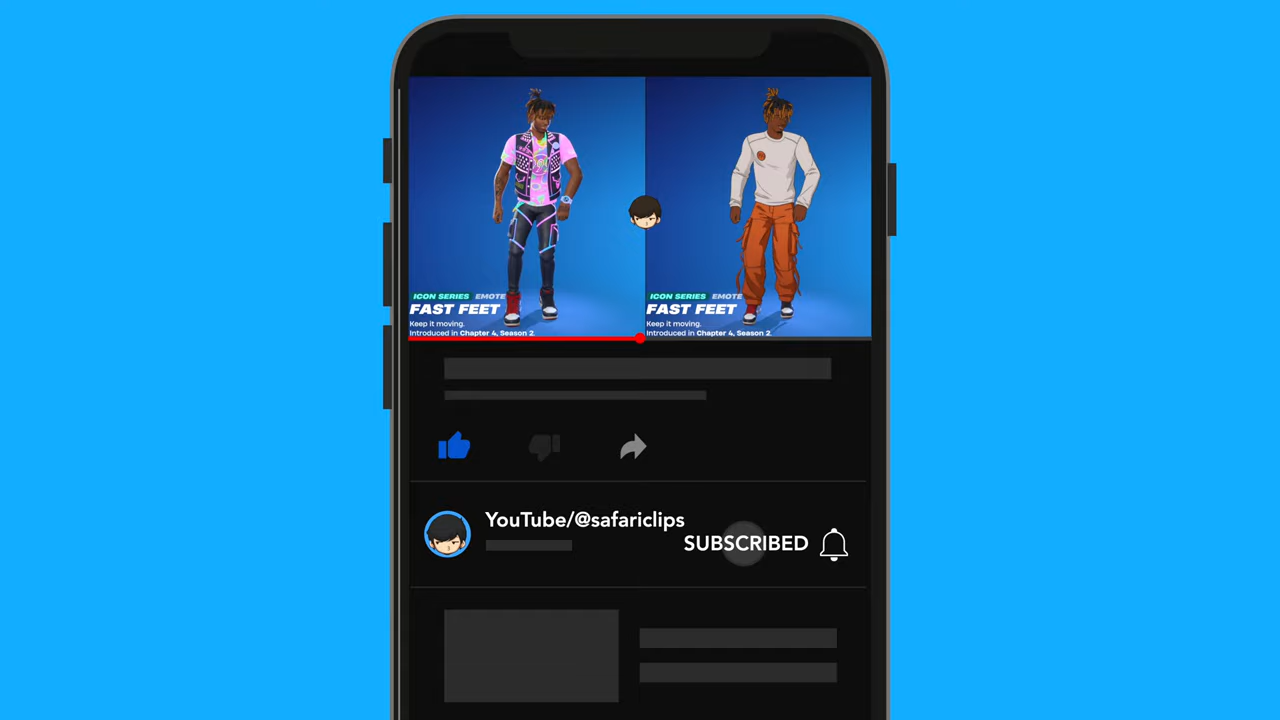 ICON SERIES EMOTE
FAST FEET
Keep it moving.
Introduced in Chapter 4, Season 2.
ICON SERIES EMOTE
FAST FEET
Keep it moving.
Introduced in Chapter 4, Season 2.
YouTube/@safariclips
SUBSCRIBED